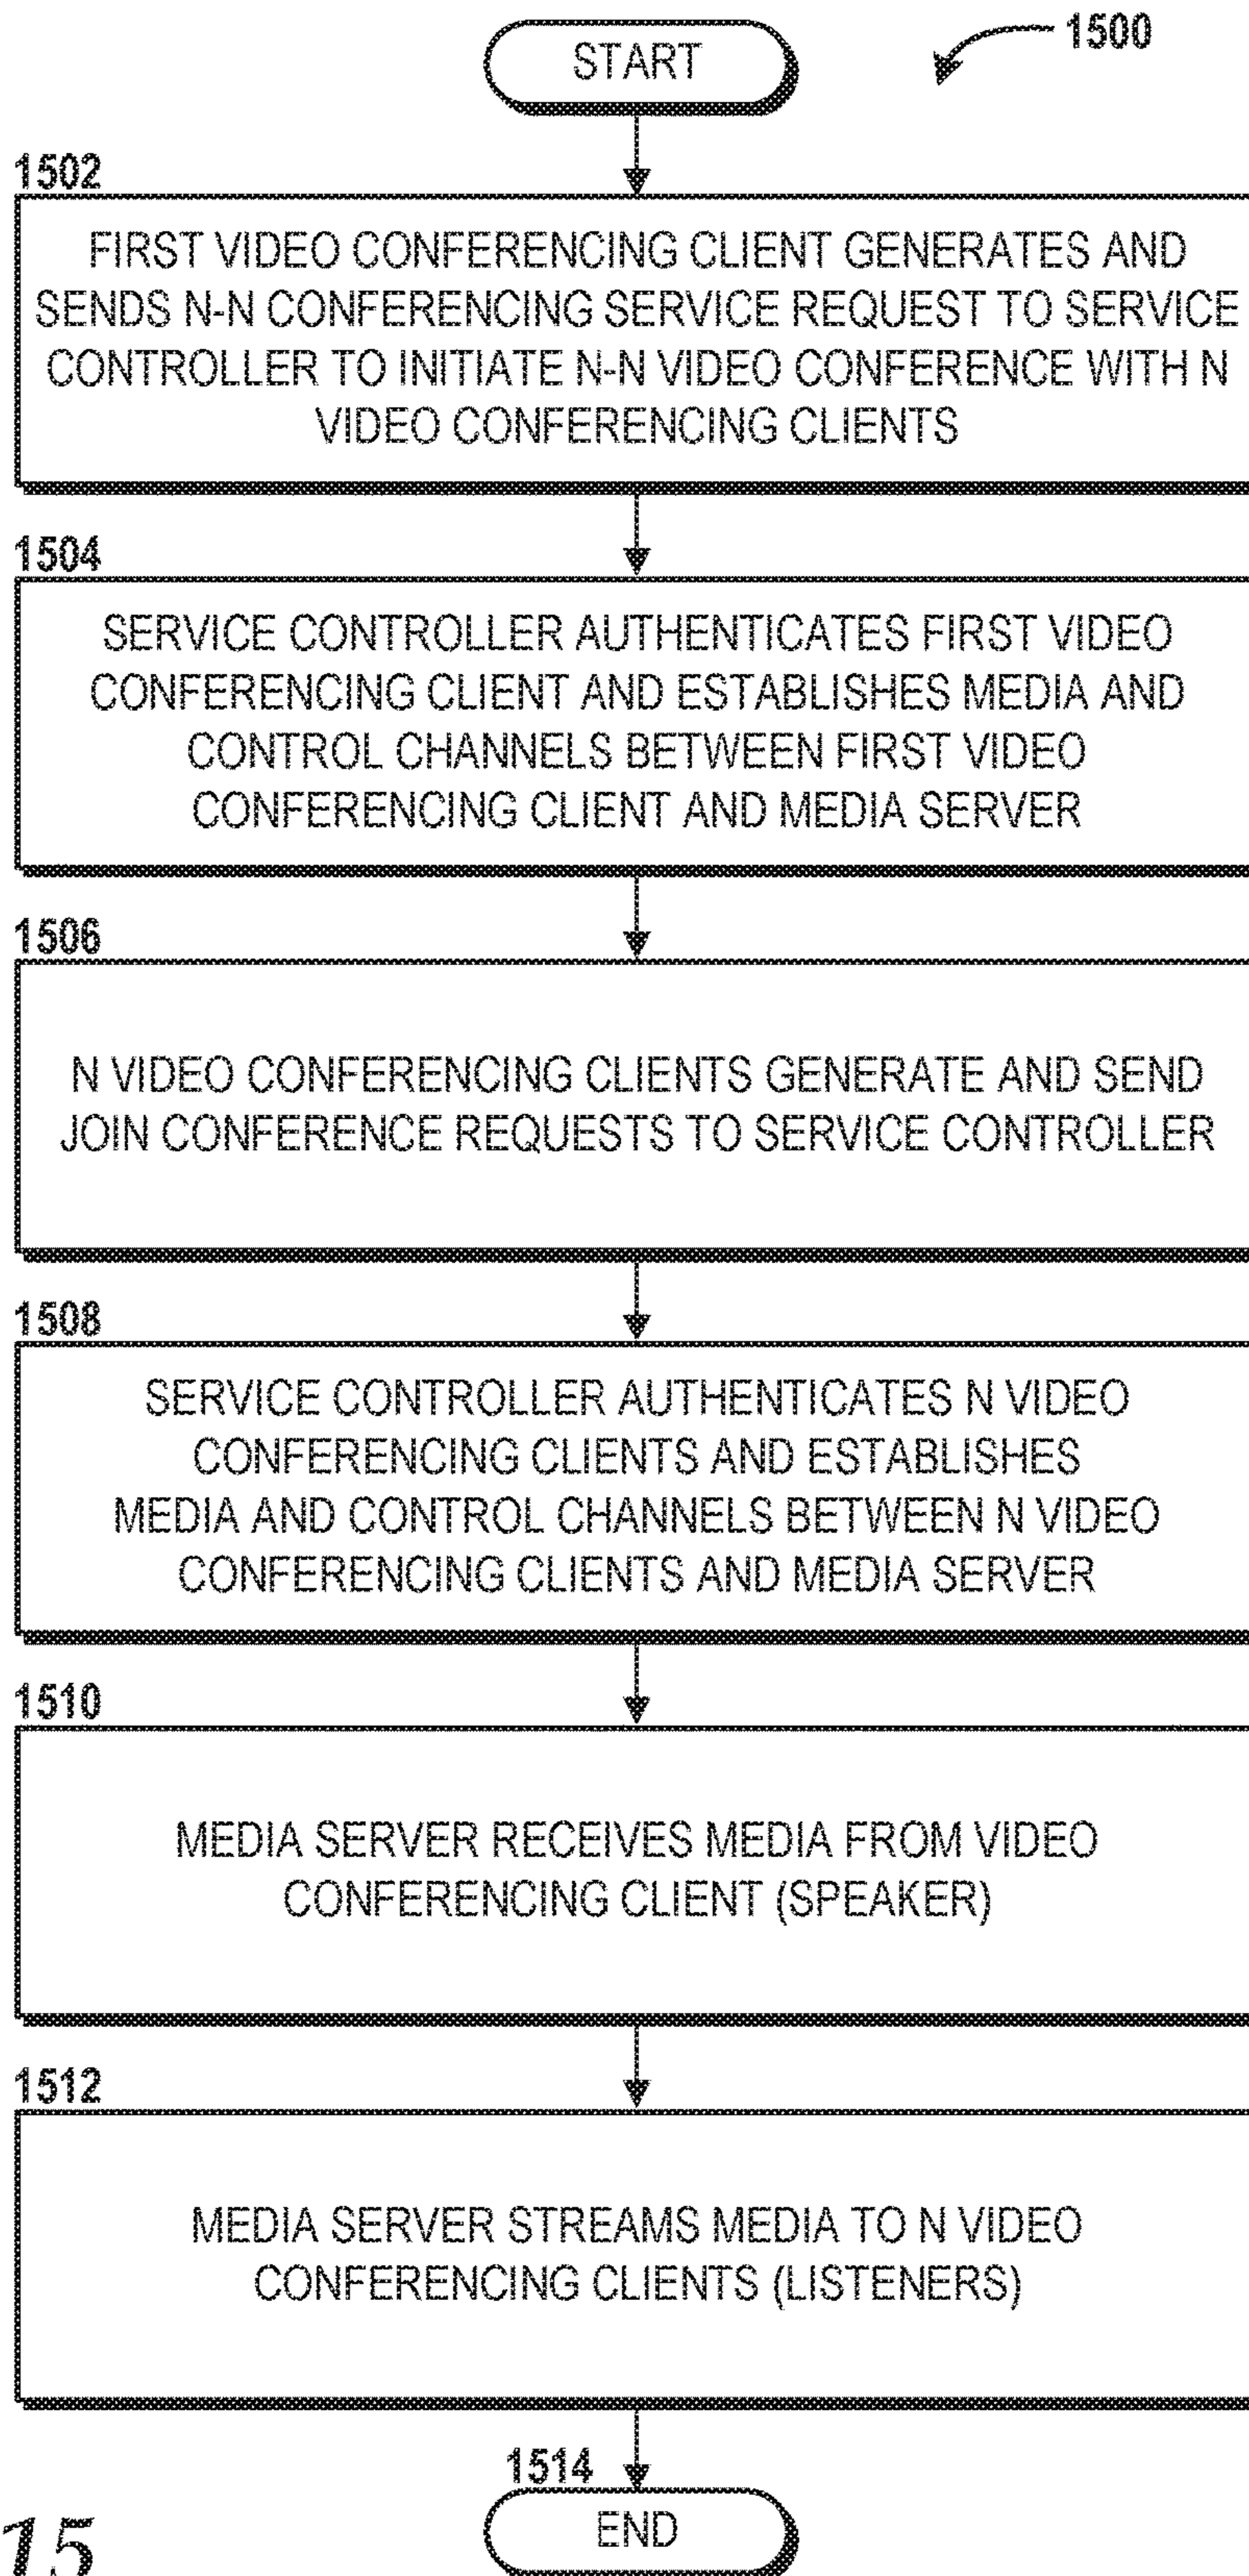 START
1500
1502
FIRST VIDEO CONFERENCING CLIENT GENERATES AND
SENDS N-N CONFERENCING SERVICE REQUEST TO SERVICE
CONTROLLER TO INITIATE N-N VIDEO CONFERENCE WITH N
VIDEO CONFERENCING CLIENTS
1504
SERVICE CONTROLLER AUTHENTICATES FIRST VIDEO
CONFERENCING CLIENT AND ESTABLISHES MEDIA AND
CONTROL CHANNELS BETWEEN FIRST VIDEO
CONFERENCING CLIENT AND MEDIA SERVER
1506
N VIDEO CONFERENCING CLIENTS GENERATE AND SEND
JOIN CONFERENCE REQUESTS TO SERVICE CONTROLLER
1508
SERVICE CONTROLLER AUTHENTICATES N VIDEO
CONFERENCING CLIENTS AND ESTABLISHES
MEDIA AND CONTROL CHANNELS BETWEEN N VIDEO
CONFERENCING CLIENTS AND MEDIA SERVER
1510
MEDIA SERVER RECEIVES MEDIA FROM VIDEO
CONFERENCING CLIENT (SPEAKER)
1512
MEDIA SERVER STREAMS MEDIA TO N VIDEO
CONFERENCING CLIENTS (LISTENERS)
1514
END
15